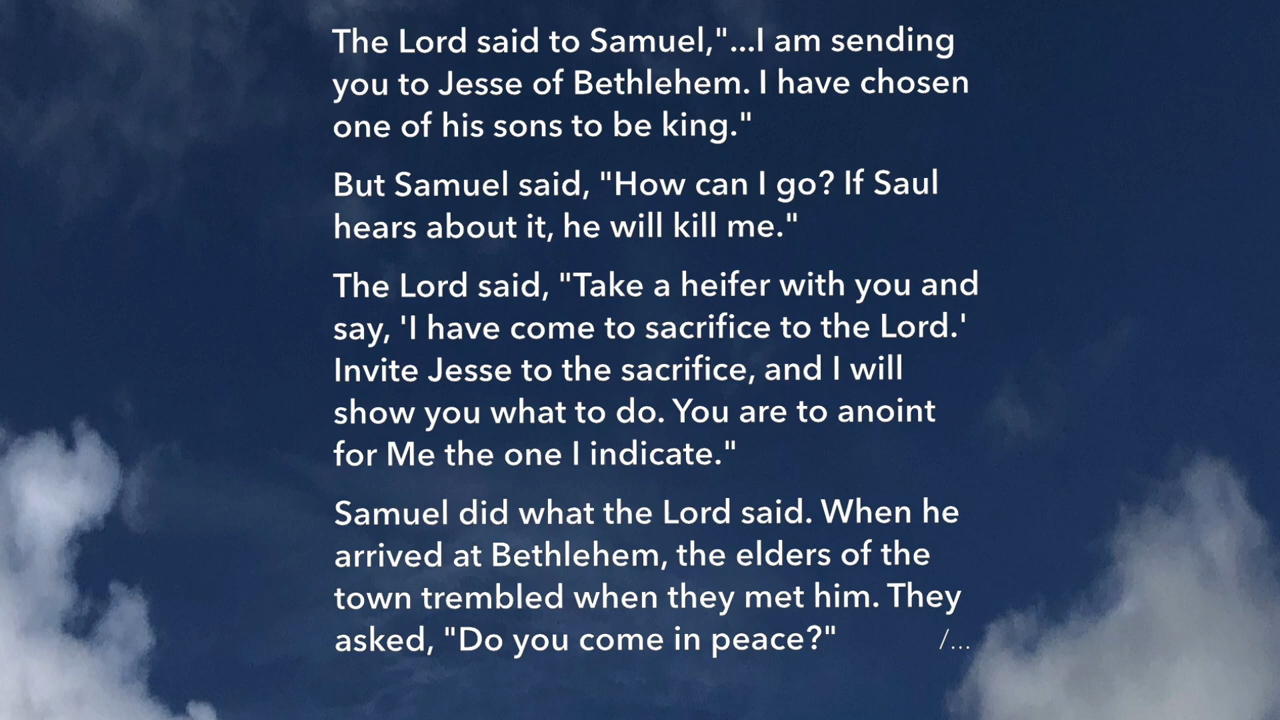 The Lord said to Samuel,"...I am sending
you to Jesse of Bethlehem. I have chosen
one of his sons to be king."
But Samuel said, "How can I go? If Saul
hears about it, he will kill me."
The Lord said, "Take a heifer with you and
say, 'I have come to sacrifice to the Lord.'
Invite Jesse to the sacrifice, and I will
show you what to do. You are to anoint
for Me the one I indicate."
Samuel did what the Lord said. When he
arrived at Bethlehem, the elders of the
town trembled when they met him. They
asked, "Do you come in peace?" /...